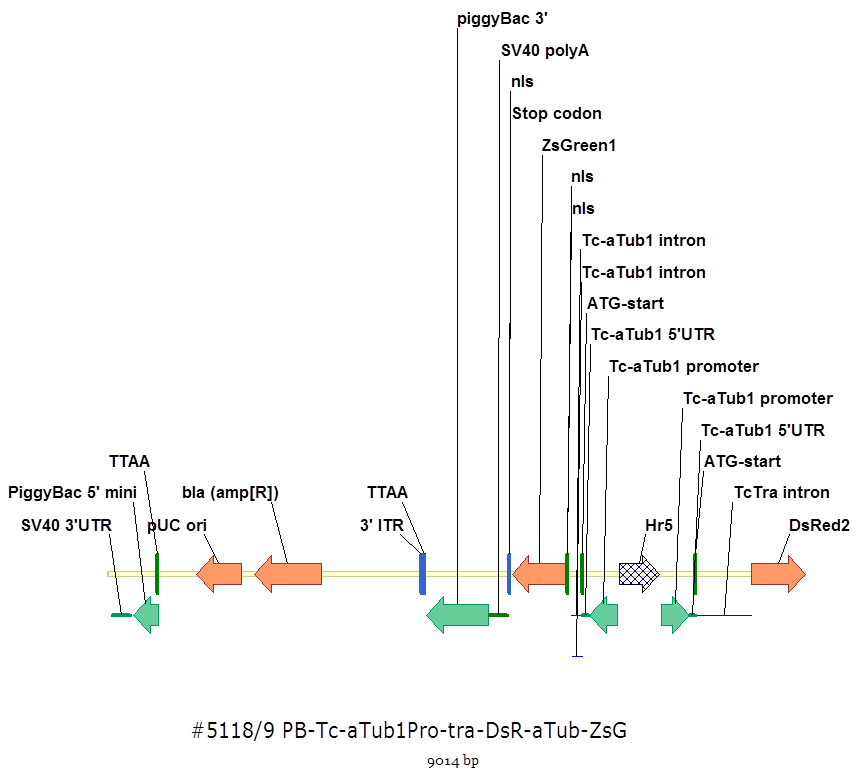 piggyBac 3'
SV40 polyA
nls
Stop codon
ZsGreen1
nls
nls
Tc-aTub1 intron
Tc-aTub1 intron
ATG-start
Tc-aTub1 5'UTR
Tc-aTub1 promoter
Tc-aTub1 promoter
Tc-aTub1 5'UTR
TTAA
ATG-start
PiggyBac 5' mini
bla (amp[R])
TTAA
TcTra intron
SV40 3'UTR
pUC ori
3' ITR
Hr5
DsRed2
#5118/9 PB-Tc-aTub1Pro-tra-DsR-aTub-ZsG
9014 bp